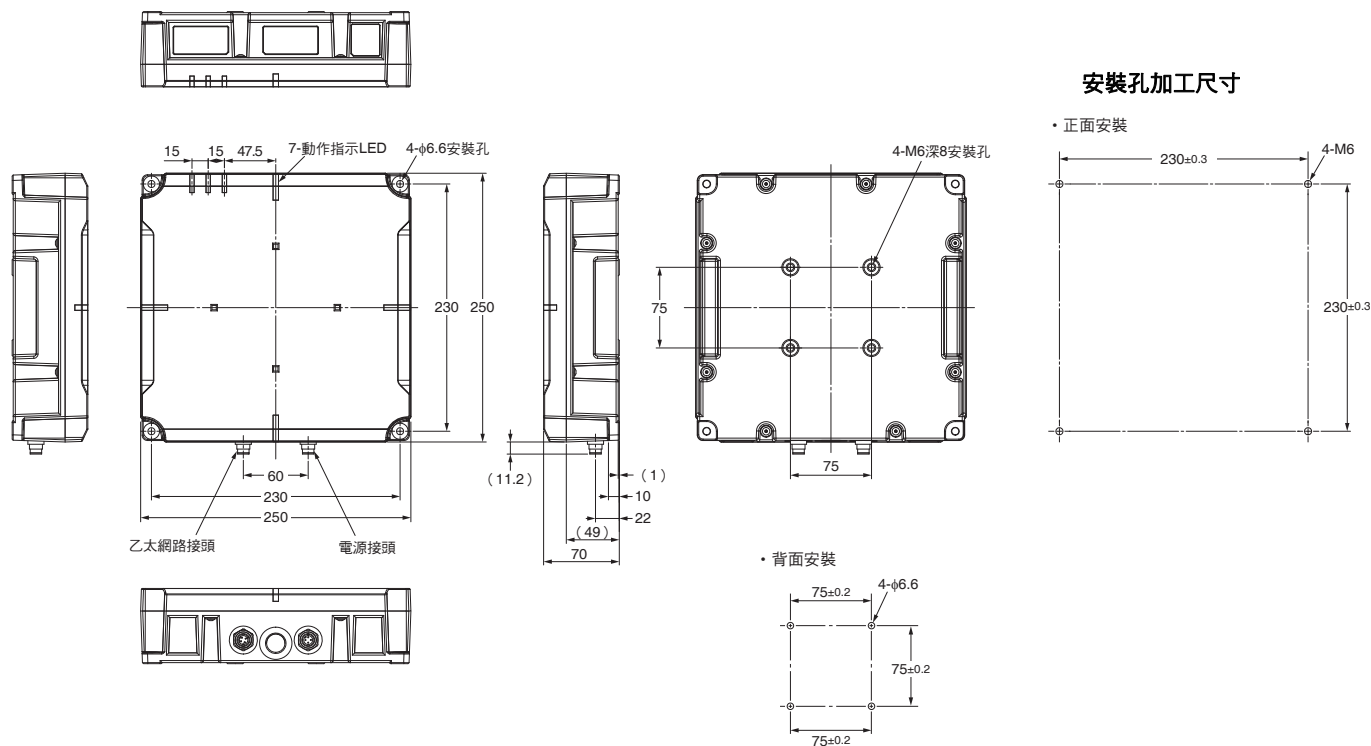 安裝孔加工尺寸
・正面安裝
15
15
47.5
7-動作指示LED
4-ϕ6.6安裝孔
4-M6深8安裝孔
230±0.3
4-M6
230
250
75
230±0.3
60
230
250
乙太網路接頭
電源接頭
(11.2)
(1)
10
22
(49)
70
75
・背面安裝
75±0.2
4-ϕ6.6
75±0.2
75±0.2